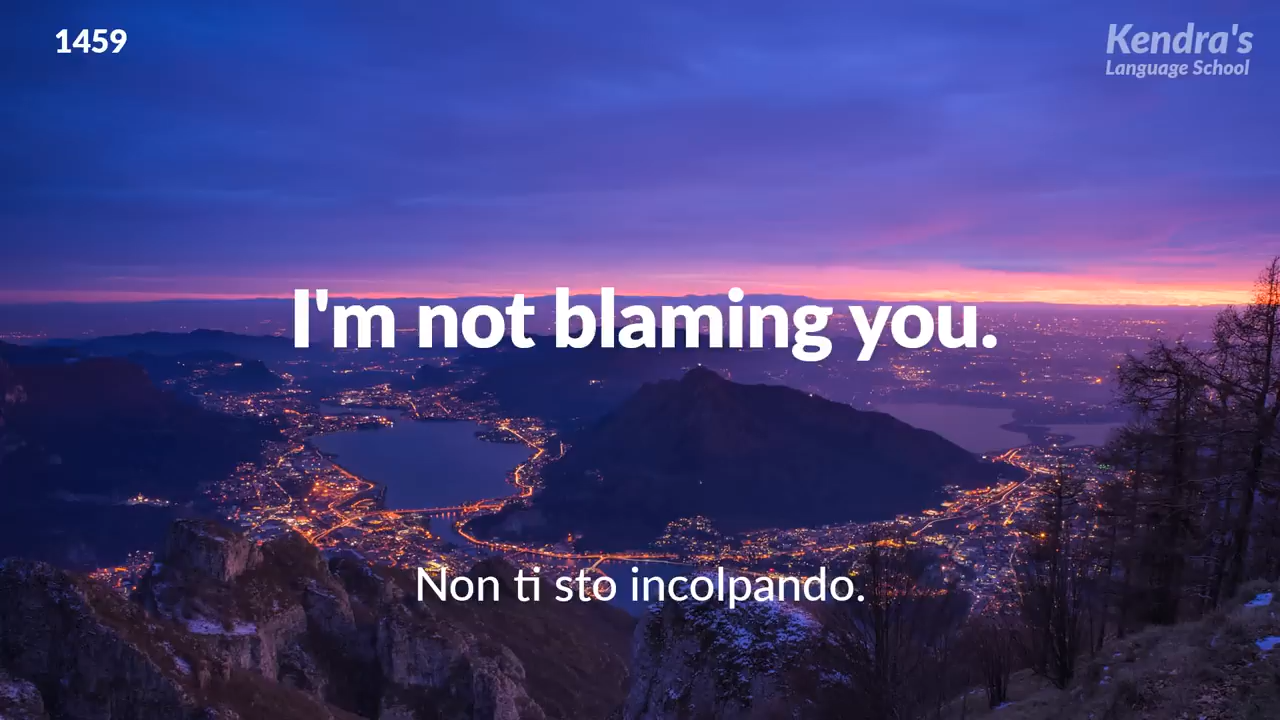 1459
Kendra's
Language School
I'm not blaming you.
Non ti sto incolpando.